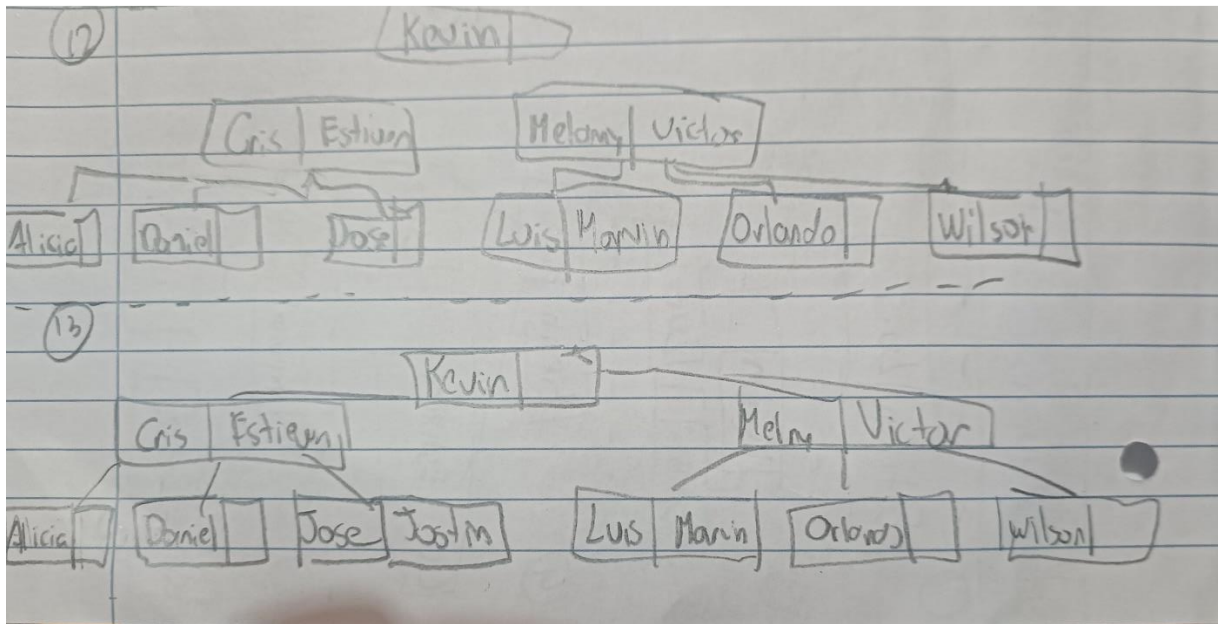 12 Kevin
Cris Estiven Melany Victor
Alicia Daniel Jose Luis Marvin Orlando Wilson
13
Kevin
Cris Estiven Melny Victor
Alicia Daniel Jose Jostin Luis Marvin Orlando Wilson